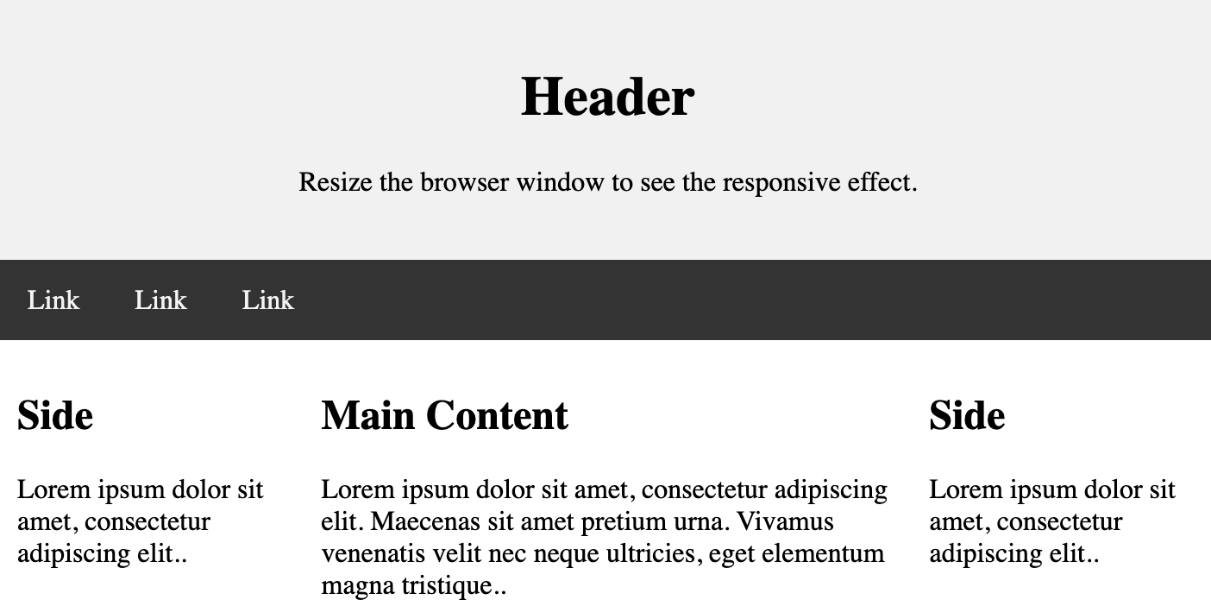 Header
Resize the browser window to see the responsive effect.
Link Link Link
Side
Lorem ipsum dolor sit
amet, consectetur
adipiscing elit..
Main Content
Lorem ipsum dolor sit amet, consectetur adipiscing
elit. Maecenas sit amet pretium urna. Vivamus
venenatis velit nec neque ultricies, eget elementum
magna tristique..
Side
Lorem ipsum dolor sit
amet, consectetur
adipiscing elit..